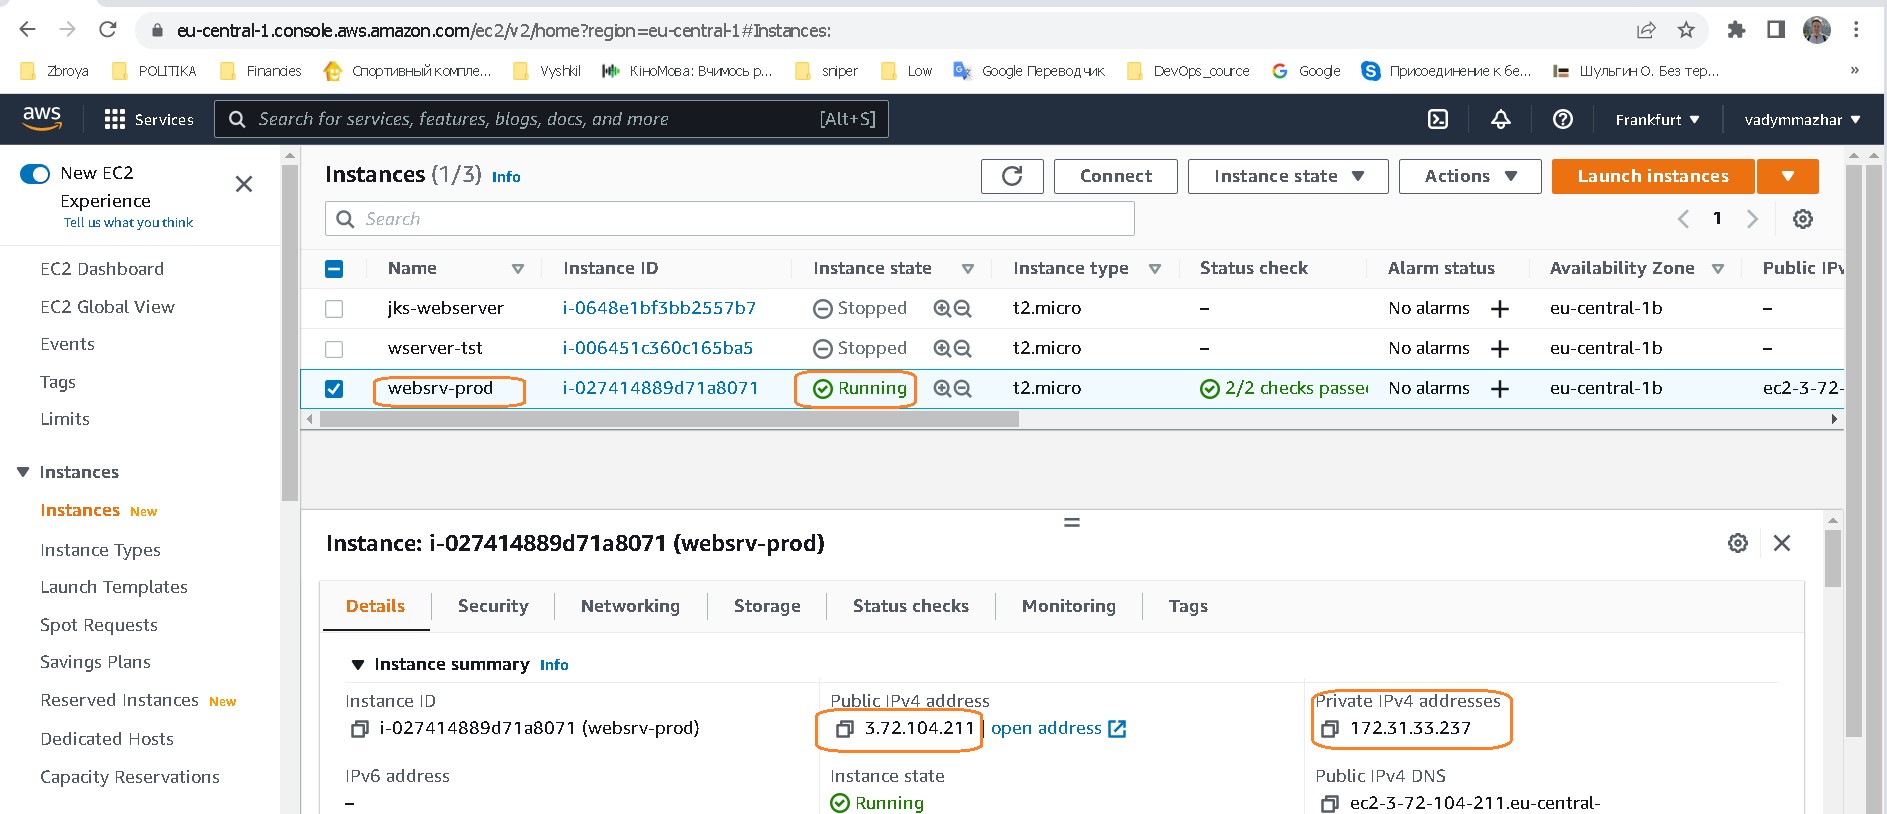 eu-central-1.console.aws.amazon.com/ec2/v2/home?region=eu-central-1#Instances:
Zbroya POLITIKA Financies Спортивный компле... Vyshkil КіноМова: Вчимось р... sniper Low Google Переводчик DevOps_cource Google Присоединение к бе... Шульгин О. Без тер... »
aws Services Search for services, features, blogs, docs, and more [Alt+S] Frankfurt ▼ vadymmazhar ▼
New EC2
Experience
Tell us what you think
EC2 Dashboard
EC2 Global View
Events
Tags
Limits
Instances
Instances New
Instance Types
Launch Templates
Spot Requests
Savings Plans
Reserved Instances New
Dedicated Hosts
Capacity Reservations
Instances (1/3) Info Connect Instance state ▼ Actions ▼ Launch instances ▼
Search 1
Name Instance ID Instance state Instance type Status check Alarm status Availability Zone Public IPv
jks-webserver i-0648e1bf3bb2557b7 Stopped t2.micro – No alarms + eu-central-1b –
wserver-tst i-006451c360c165ba5 Stopped t2.micro – No alarms + eu-central-1b –
websrv-prod i-027414889d71a8071 Running t2.micro 2/2 checks passe No alarms + eu-central-1b ec2-3-72-
Instance: i-027414889d71a8071 (websrv-prod)
Details Security Networking Storage Status checks Monitoring Tags
Instance summary Info
Instance ID Public IPv4 address Private IPv4 addresses
i-027414889d71a8071 (websrv-prod) 3.72.104.211 | open address 172.31.33.237
IPv6 address Instance state Public IPv4 DNS
– Running ec2-3-72-104-211.eu-central-